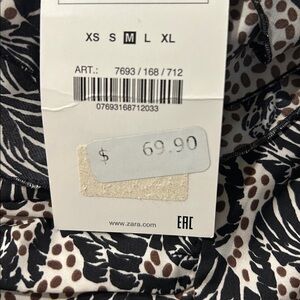 XS S M L XL
ART.: 7693 / 168 / 712
07693168712033
$ 69.90
www.zara.com EAC